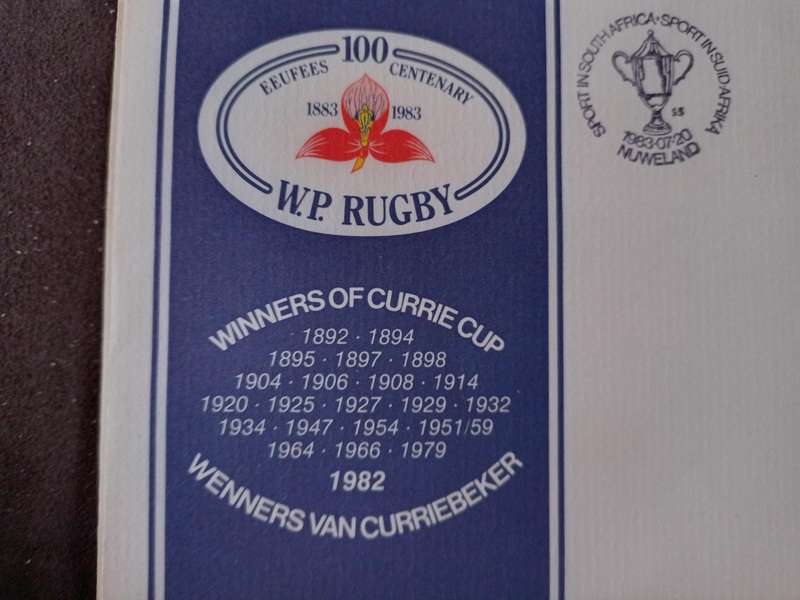 100
EEUFEES CENTENARY
1883 1983
W.P. RUGBY
WINNERS OF CURRIE CUP
1892 · 1894
1895 · 1897 · 1898
1904 · 1906 · 1908 · 1914
1920 · 1925 · 1927 · 1929 · 1932
1934 · 1947 · 1954 · 1951/59
1964 · 1966 · 1979
1982
WENNERS VAN CURRIEBEKER
SPORT IN SOUTH AFRICA · SPORT IN SUID AFRIKA
1983·07·20
NUWELAND